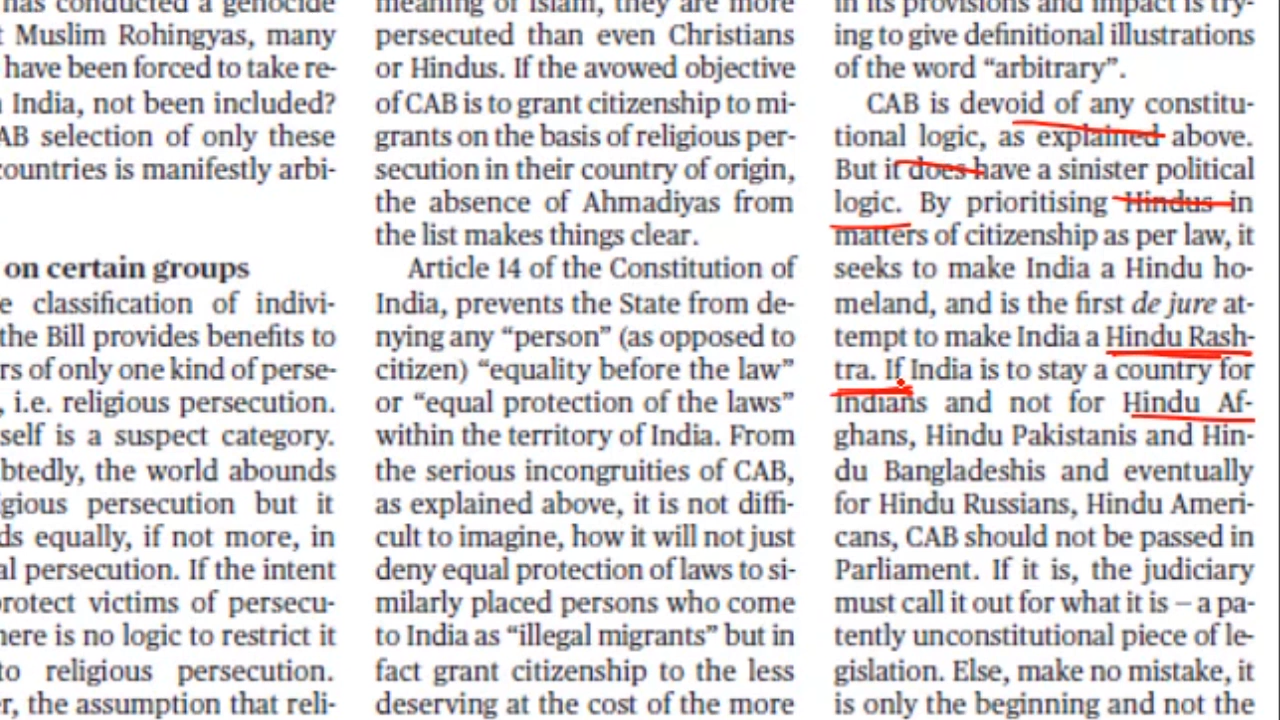 has conducted a genocide
Muslim Rohingyas, many
have been forced to take re-
India, not been included?
AB selection of only these
countries is manifestly arbi-
on certain groups
classification of indivi-
the Bill provides benefits to
rs of only one kind of perse-
, i.e. religious persecution.
self is a suspect category.
btedly, the world abounds
gious persecution but it
ds equally, if not more, in
al persecution. If the intent
protect victims of persecu-
here is no logic to restrict it
to religious persecution.
r, the assumption that reli-
meaning of Islam, they are more
persecuted than even Christians
or Hindus. If the avowed objective
of CAB is to grant citizenship to mi-
grants on the basis of religious per-
secution in their country of origin,
the absence of Ahmadiyas from
the list makes things clear.
Article 14 of the Constitution of
India, prevents the State from de-
nying any “person” (as opposed to
citizen) “equality before the law”
or “equal protection of the laws”
within the territory of India. From
the serious incongruities of CAB,
as explained above, it is not diffi-
cult to imagine, how it will not just
deny equal protection of laws to si-
milarly placed persons who come
to India as “illegal migrants” but in
fact grant citizenship to the less
deserving at the cost of the more
in its provisions and impact is try-
ing to give definitional illustrations
of the word “arbitrary”.
CAB is devoid of any constitu-
tional logic, as explained above.
But it does have a sinister political
logic. By prioritising Hindus in
matters of citizenship as per law, it
seeks to make India a Hindu ho-
meland, and is the first de jure at-
tempt to make India a Hindu Rash-
tra. If India is to stay a country for
Indians and not for Hindu Af-
ghans, Hindu Pakistanis and Hin-
du Bangladeshis and eventually
for Hindu Russians, Hindu Ameri-
cans, CAB should not be passed in
Parliament. If it is, the judiciary
must call it out for what it is – a pa-
tently unconstitutional piece of le-
gislation. Else, make no mistake, it
is only the beginning and not the